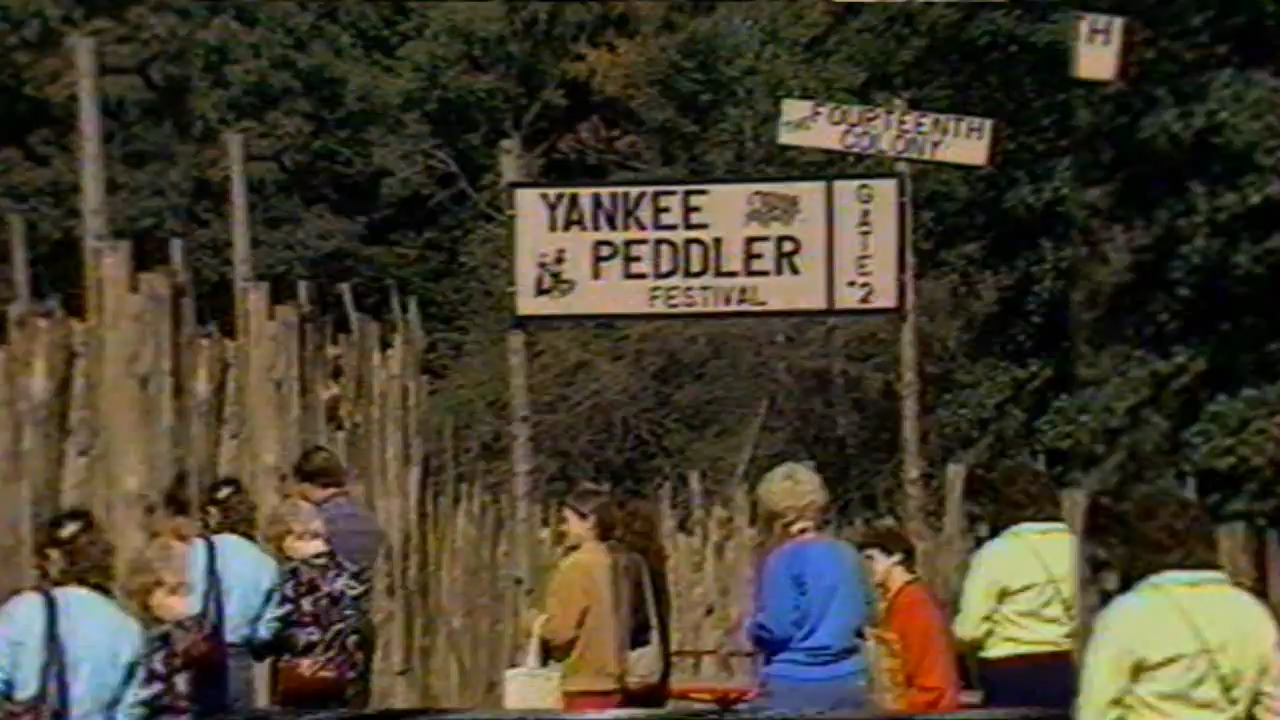 H
FOURTEENTH
COLONY
YANKEE
PEDDLER
FESTIVAL
GATE
2